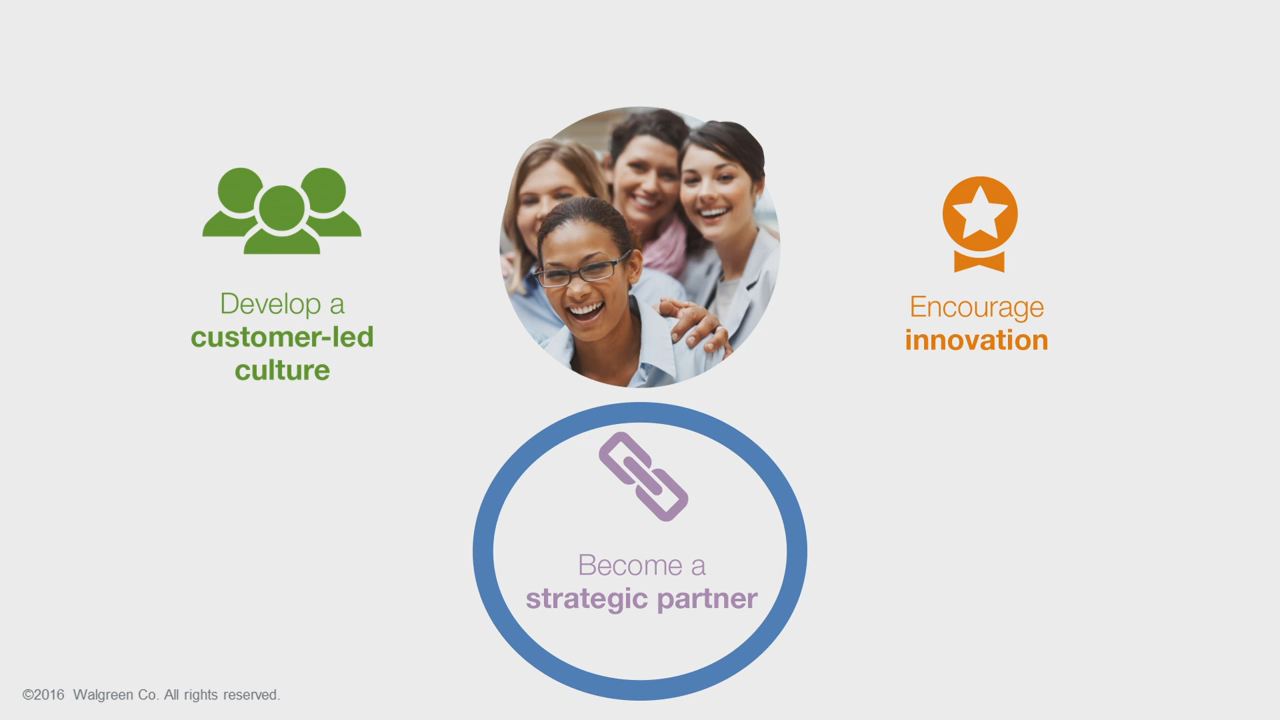 Develop a
customer-led
culture
Encourage
innovation
Become a
strategic partner
©2016 Walgreen Co. All rights reserved.